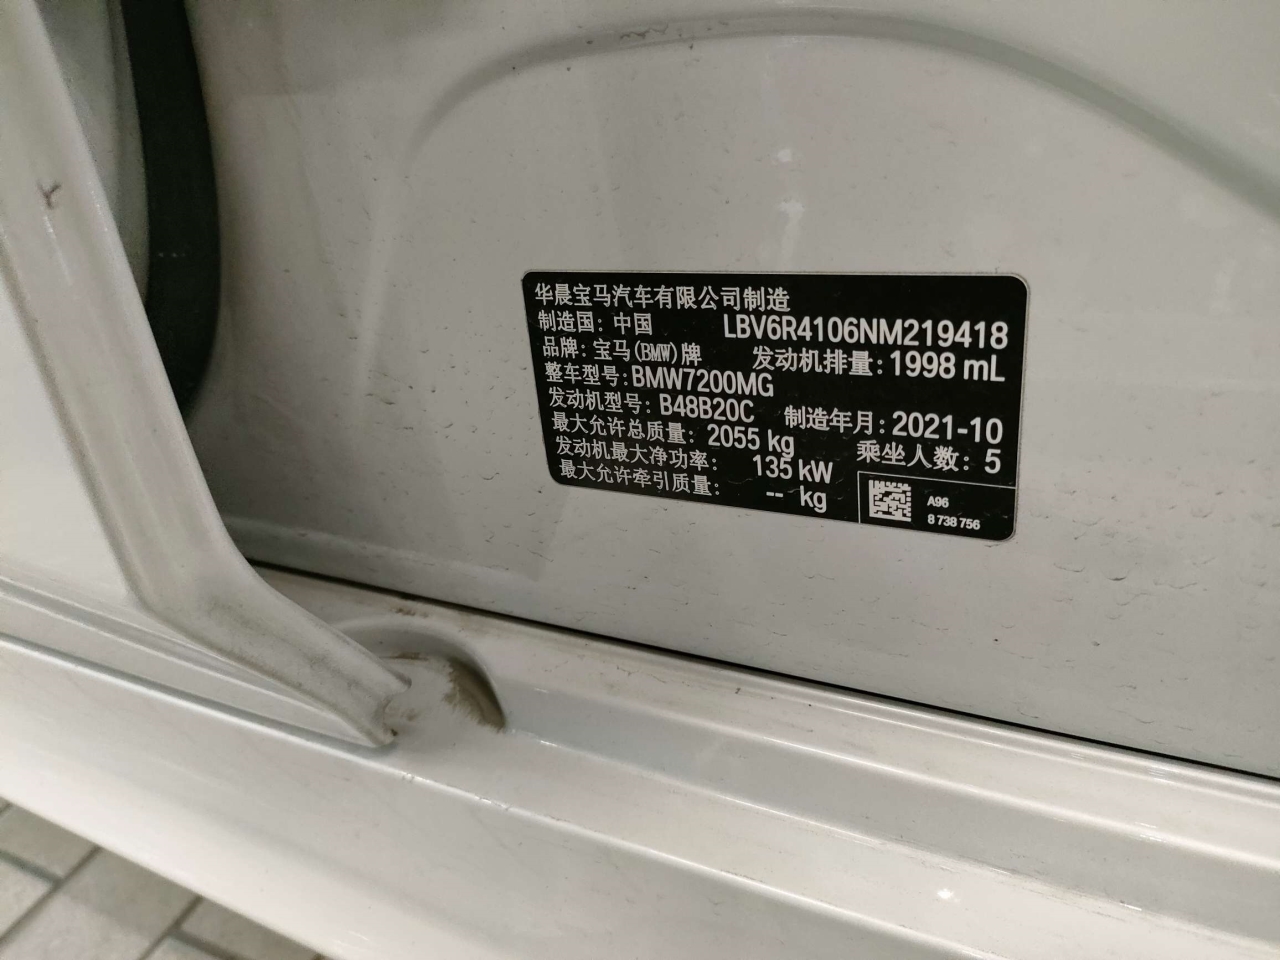 华晨宝马汽车有限公司制造
制造国：中国 LBV6R4106NM219418
品牌：宝马(BMW)牌 发动机排量：1998 mL
整车型号：BMW7200MG
发动机型号：B48B20C 制造年月：2021-10
最大允许总质量：2055 kg 乘坐人数：5
发动机最大净功率：135 kW
最大允许牵引质量：-- kg
A96
8 738 756